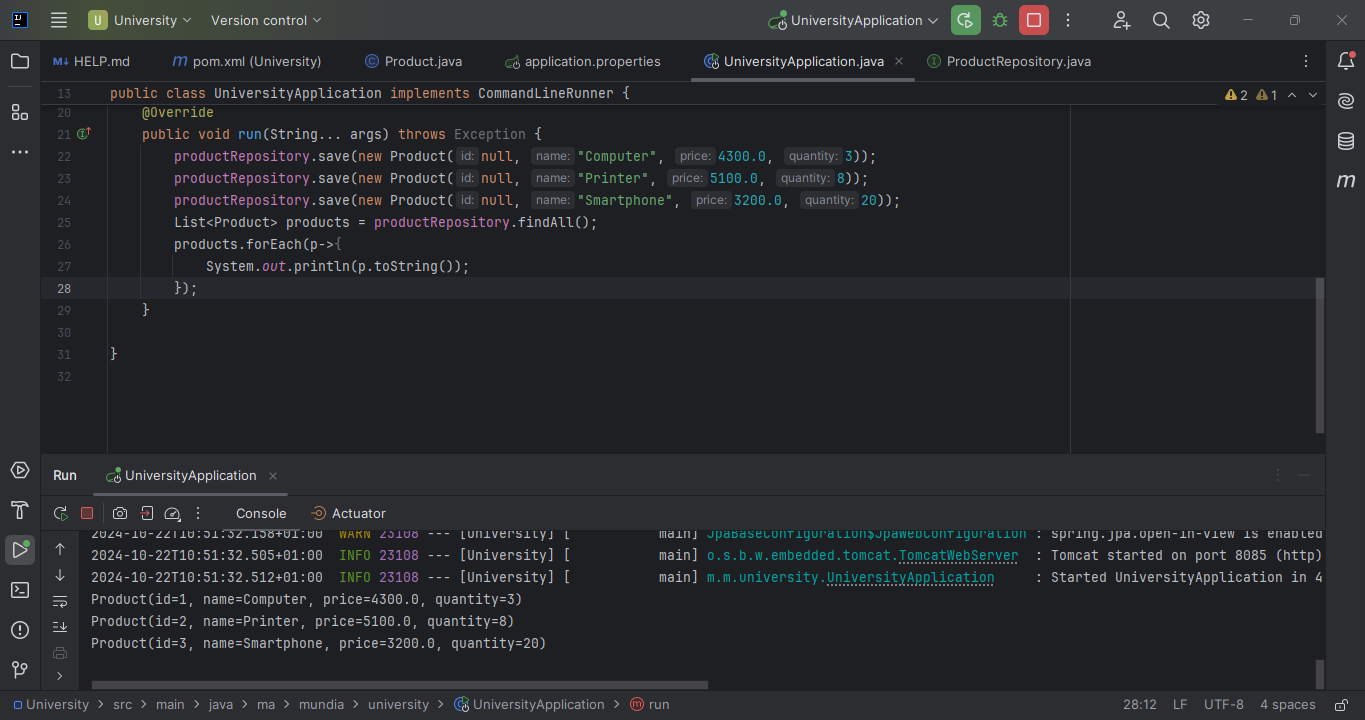 U University Version control UniversityApplication
M↓ HELP.md m pom.xml (University) C Product.java application.properties UniversityApplication.java I ProductRepository.java
13 public class UniversityApplication implements CommandLineRunner { 2 1
20 @Override
21 public void run(String... args) throws Exception {
22 productRepository.save(new Product( id: null, name: "Computer", price: 4300.0, quantity: 3));
23 productRepository.save(new Product( id: null, name: "Printer", price: 5100.0, quantity: 8));
24 productRepository.save(new Product( id: null, name: "Smartphone", price: 3200.0, quantity: 20));
25 List<Product> products = productRepository.findAll();
26 products.forEach(p->{
27 System.out.println(p.toString());
28 });
29 }
30
31 }
32
Run UniversityApplication
Console Actuator
2024-10-22T10:51:32.158+01:00 WARN 23108 --- [University] [ main] JpaBaseConfiguration$JpaWebConfiguration : spring.jpa.open-in-view is enabled
2024-10-22T10:51:32.505+01:00 INFO 23108 --- [University] [ main] o.s.b.w.embedded.tomcat.TomcatWebServer : Tomcat started on port 8085 (http)
2024-10-22T10:51:32.512+01:00 INFO 23108 --- [University] [ main] m.m.university.UniversityApplication : Started UniversityApplication in 4
Product(id=1, name=Computer, price=4300.0, quantity=3)
Product(id=2, name=Printer, price=5100.0, quantity=8)
Product(id=3, name=Smartphone, price=3200.0, quantity=20)
University > src > main > java > ma > mundia > university > UniversityApplication > m run 28:12 LF UTF-8 4 spaces